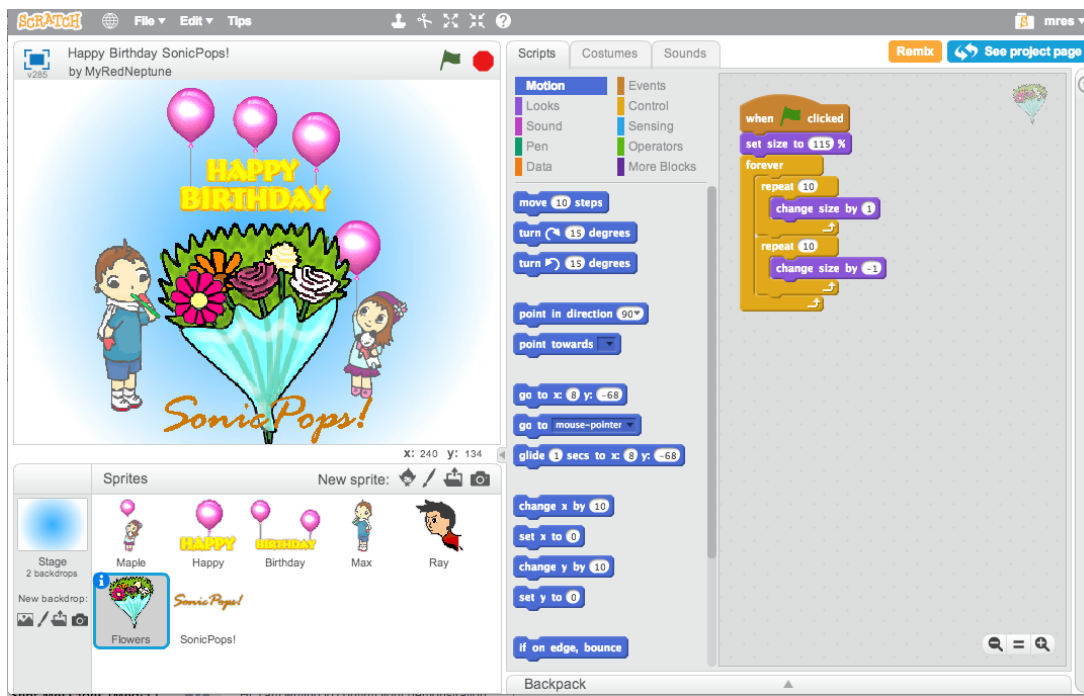 SCRATCH File Edit Tips mres
v285 Happy Birthday SonicPops!
by MyRedNeptune
HAPPY
BIRTHDAY
SonicPops!
X: 240 y: 134
Sprites New sprite:
Stage
2 backdrops
New backdrop:
Maple
HAPPY
Happy
BIRTHDAY
Birthday
Max
Ray
Flowers
SonicPops!
SonicPops!
Scripts Costumes Sounds
Remix See project page
Motion Events
Looks Control
Sound Sensing
Pen Operators
Data More Blocks
move 10 steps
turn 15 degrees
turn 15 degrees
point in direction 90
point towards
go to x: 8 y: -68
go to mouse-pointer
glide 1 secs to x: 8 y: -68
change x by 10
set x to 0
change y by 10
set y to 0
if on edge, bounce
when clicked
set size to 115 %
forever
repeat 10
change size by 1
repeat 10
change size by -1
Backpack